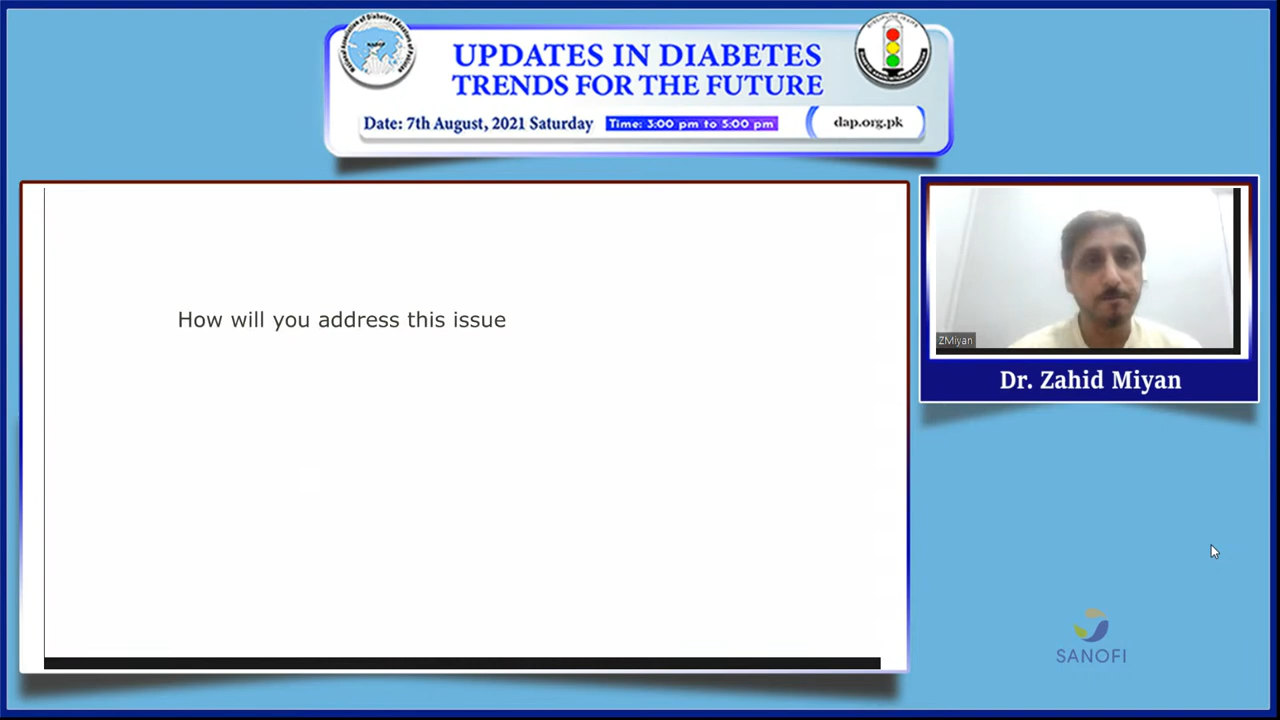 UPDATES IN DIABETES
TRENDS FOR THE FUTURE
Date: 7th August, 2021 Saturday
Time: 3:00 pm to 5:00 pm
dap.org.pk
How will you address this issue
ZMiyan
Dr. Zahid Miyan
SANOFI